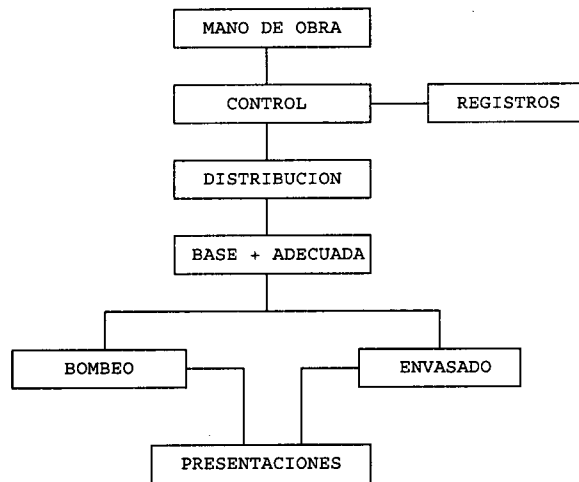 MANO DE OBRA
CONTROL
REGISTROS
DISTRIBUCION
BASE + ADECUADA
BOMBEO
ENVASADO
PRESENTACIONES